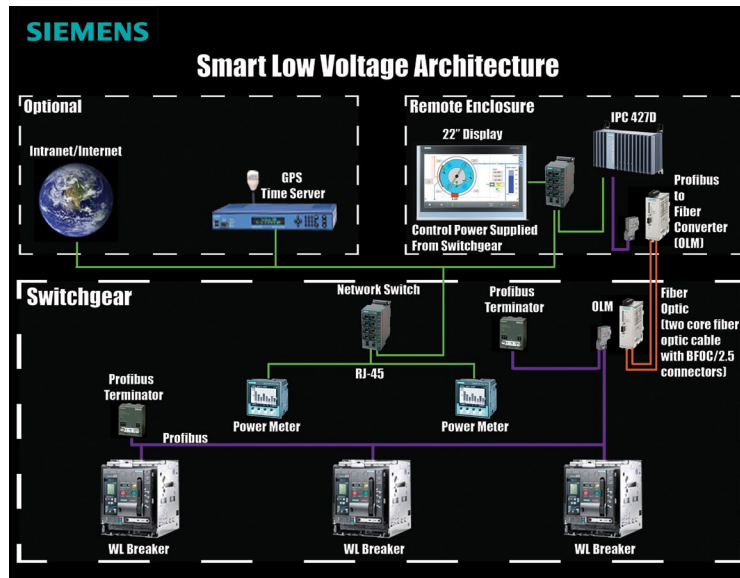 SIEMENS
Smart Low Voltage Architecture
Optional
Intranet/Internet
GPS
Time Server
Remote Enclosure
22" Display
IPC 427D
Control Power Supplied
From Switchgear
Profibus
to
Fiber
Converter
(OLM)
Switchgear
Network Switch
Profibus
Terminator
OLM
Fiber
Optic
(two core fiber
optic cable
with BFOC/2.5
connectors)
RJ-45
Profibus
Terminator
Power Meter
Power Meter
Profibus
WL Breaker
WL Breaker
WL Breaker